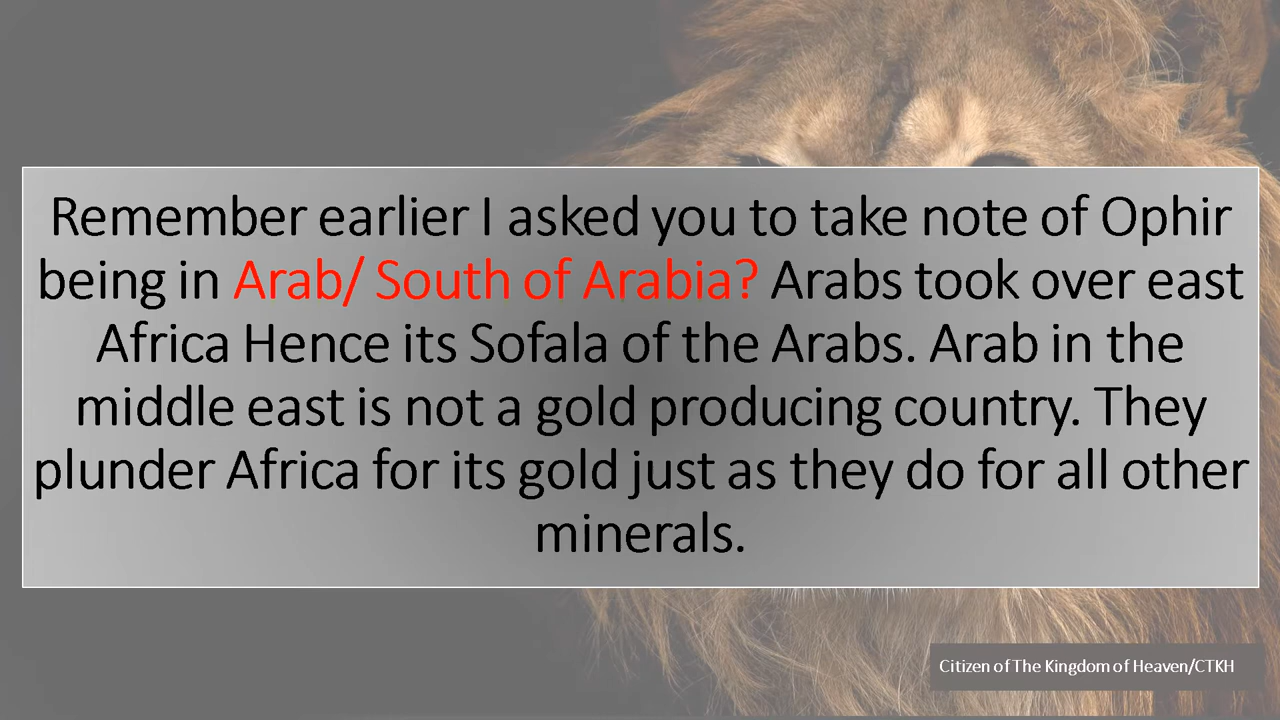 Remember earlier I asked you to take note of Ophir
being in Arab/ South of Arabia? Arabs took over east
Africa Hence its Sofala of the Arabs. Arab in the
middle east is not a gold producing country. They
plunder Africa for its gold just as they do for all other
minerals.
Citizen of The Kingdom of Heaven/CTKH